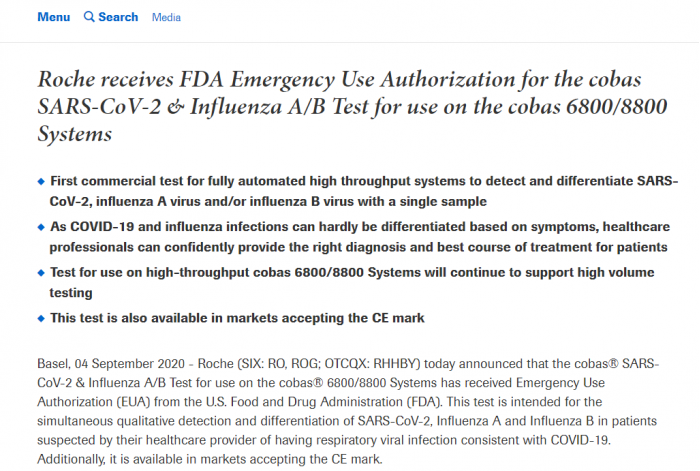 Menu Search Media
Roche receives FDA Emergency Use Authorization for the cobas
SARS-CoV-2 & Influenza A/B Test for use on the cobas 6800/8800
Systems
◆ First commercial test for fully automated high throughput systems to detect and differentiate SARS-
CoV-2, influenza A virus and/or influenza B virus with a single sample
◆ As COVID-19 and influenza infections can hardly be differentiated based on symptoms, healthcare
professionals can confidently provide the right diagnosis and best course of treatment for patients
◆ Test for use on high-throughput cobas 6800/8800 Systems will continue to support high volume
testing
◆ This test is also available in markets accepting the CE mark
Basel, 04 September 2020 - Roche (SIX: RO, ROG; OTCQX: RHHBY) today announced that the cobas® SARS-
CoV-2 & Influenza A/B Test for use on the cobas® 6800/8800 Systems has received Emergency Use
Authorization (EUA) from the U.S. Food and Drug Administration (FDA). This test is intended for the
simultaneous qualitative detection and differentiation of SARS-CoV-2, Influenza A and Influenza B in patients
suspected by their healthcare provider of having respiratory viral infection consistent with COVID-19.
Additionally, it is available in markets accepting the CE mark.